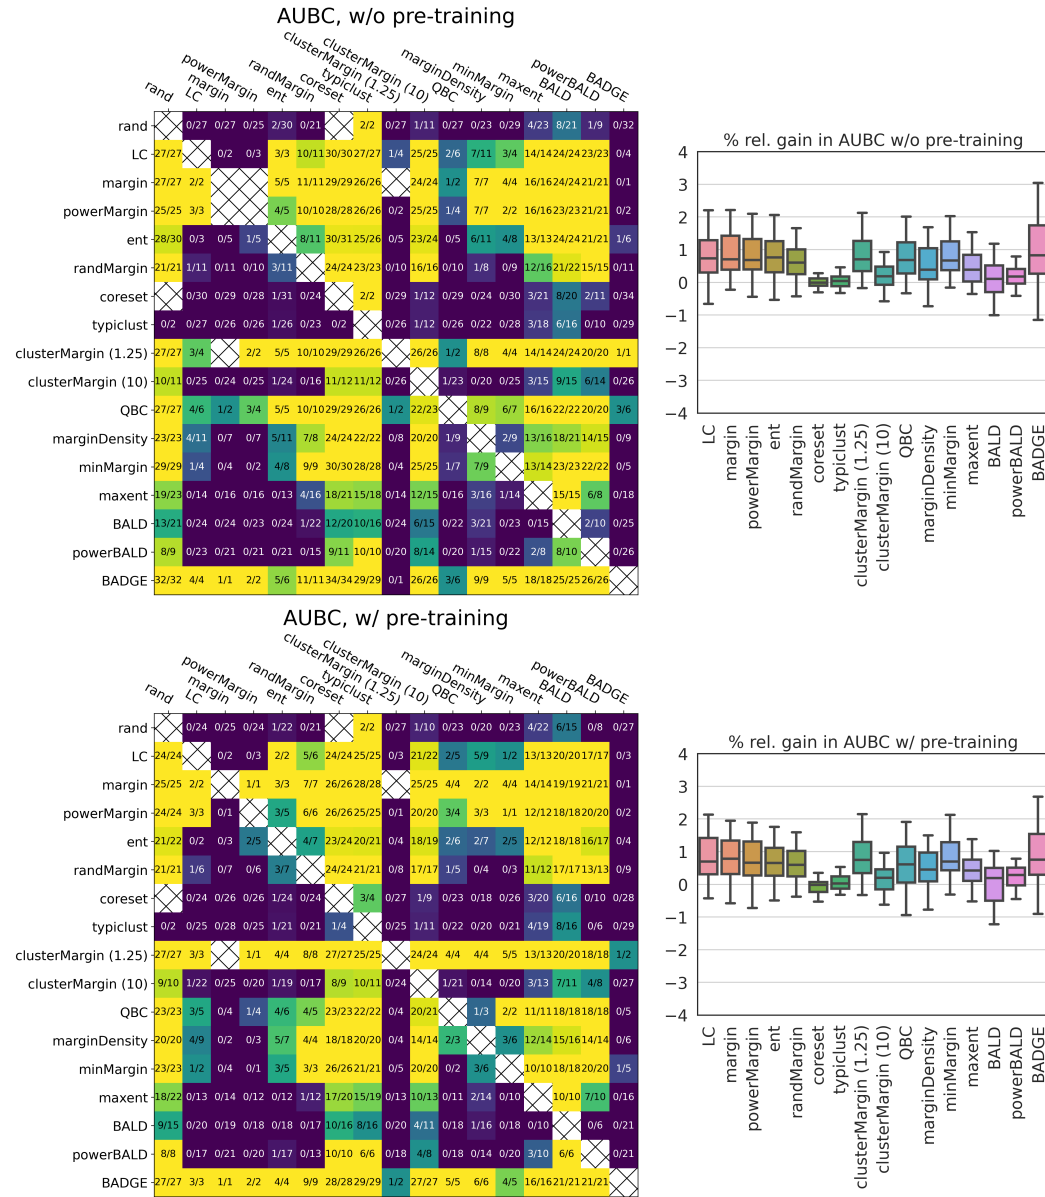 AUBC, w/o pre-training
rand LC margin powerMargin ent randMargin coreset typiclust clusterMargin (1.25) clusterMargin (10) QBC marginDensity minMargin maxent BALD powerBALD BADGE
rand 0/27 0/27 0/25 2/30 0/21 2/2 0/27 1/11 0/27 0/23 0/29 4/23 8/21 1/9 0/32
LC 27/27 0/2 0/3 3/3 10/11 30/30 27/27 1/4 25/25 2/6 7/11 3/4 14/14 24/24 23/23 0/4
margin 27/27 2/2 5/5 11/11 29/29 26/26 24/24 1/2 7/7 4/4 16/16 24/24 21/21 0/1
powerMargin 25/25 3/3 4/5 10/10 28/28 26/26 0/2 25/25 1/4 7/7 2/2 16/16 23/23 21/21 0/2
ent 28/30 0/3 0/5 1/5 8/11 30/31 25/26 0/5 23/24 0/5 6/11 4/8 13/13 24/24 21/21 1/6
randMargin 21/21 1/11 0/11 0/10 3/11 24/24 23/23 0/10 16/16 0/10 1/8 0/9 12/16 21/22 15/15 0/11
coreset 0/30 0/29 0/28 1/31 0/24 2/2 0/29 1/12 0/29 0/24 0/30 3/21 8/20 2/11 0/34
typiclust 0/2 0/27 0/26 0/26 1/26 0/23 0/2 0/26 1/12 0/26 0/22 0/28 3/18 6/16 0/10 0/29
clusterMargin (1.25) 27/27 3/4 2/2 5/5 10/10 29/29 26/26 26/26 1/2 8/8 4/4 14/14 24/24 20/20 1/1
clusterMargin (10) 10/11 0/25 0/24 0/25 1/24 0/16 11/12 11/12 0/26 1/23 0/20 0/25 3/15 9/15 6/14 0/26
QBC 27/27 4/6 1/2 3/4 5/5 10/10 29/29 26/26 1/2 22/23 8/9 6/7 16/16 22/22 20/20 3/6
marginDensity 23/23 4/11 0/7 0/7 5/11 7/8 24/24 22/22 0/8 20/20 1/9 2/9 13/16 18/21 14/15 0/9
minMargin 29/29 1/4 0/4 0/2 4/8 9/9 30/30 28/28 0/4 25/25 1/7 7/9 13/14 23/23 22/22 0/5
maxent 19/23 0/14 0/16 0/16 0/13 4/16 18/21 15/18 0/14 12/15 0/16 3/16 1/14 15/15 6/8 0/18
BALD 13/21 0/24 0/24 0/23 0/24 1/22 12/20 10/16 0/24 6/15 0/22 3/21 0/23 0/15 2/10 0/25
powerBALD 8/9 0/23 0/21 0/21 0/21 0/15 9/11 10/10 0/20 8/14 0/20 1/15 0/22 2/8 8/10 0/26
BADGE 32/32 4/4 1/1 2/2 5/6 11/11 34/34 29/29 0/1 26/26 3/6 9/9 5/5 18/18 25/25 26/26
% rel. gain in AUBC w/o pre-training
4
3
2
1
0
−1
−2
−3
−4
LC margin powerMargin ent randMargin coreset typiclust clusterMargin (1.25) clusterMargin (10) QBC marginDensity minMargin maxent BALD powerBALD BADGE
AUBC, w/ pre-training
rand LC margin powerMargin ent randMargin coreset typiclust clusterMargin (1.25) clusterMargin (10) QBC marginDensity minMargin maxent BALD powerBALD BADGE
rand 0/24 0/25 0/24 1/22 0/21 2/2 0/27 1/10 0/23 0/20 0/23 4/22 6/15 0/8 0/27
LC 24/24 0/2 0/3 2/2 5/6 24/24 25/25 0/3 21/22 2/5 5/9 1/2 13/13 20/20 17/17 0/3
margin 25/25 2/2 1/1 3/3 7/7 26/26 28/28 25/25 4/4 2/2 4/4 14/14 19/19 21/21 0/1
powerMargin 24/24 3/3 0/1 3/5 6/6 26/26 25/25 0/1 20/20 3/4 3/3 1/1 12/12 18/18 20/20 0/2
ent 21/22 0/2 0/3 2/5 4/7 23/24 20/21 0/4 18/19 2/6 2/7 2/5 12/12 18/18 16/17 0/4
randMargin 21/21 1/6 0/7 0/6 3/7 24/24 21/21 0/8 17/17 1/5 0/4 0/3 11/12 17/17 13/13 0/9
coreset 0/24 0/26 0/26 1/24 0/24 3/4 0/27 1/9 0/23 0/18 0/26 3/20 6/16 0/10 0/28
typiclust 0/2 0/25 0/28 0/25 1/21 0/21 1/4 0/25 1/11 0/22 0/20 0/21 4/19 8/16 0/6 0/29
clusterMargin (1.25) 27/27 3/3 1/1 4/4 8/8 27/27 25/25 24/24 4/4 4/4 5/5 13/13 20/20 18/18 1/2
clusterMargin (10) 9/10 1/22 0/25 0/20 1/19 0/17 8/9 10/11 0/24 1/21 0/14 0/20 3/13 7/11 4/8 0/27
QBC 23/23 3/5 0/4 1/4 4/6 4/5 23/23 22/22 0/4 20/21 1/3 2/2 11/11 18/18 18/18 0/5
marginDensity 20/20 4/9 0/2 0/3 5/7 4/4 18/18 20/20 0/4 14/14 2/3 3/6 12/14 15/16 14/14 0/6
minMargin 23/23 1/2 0/4 0/1 3/5 3/3 26/26 21/21 0/5 20/20 0/2 3/6 10/10 18/18 20/20 1/5
maxent 18/22 0/13 0/14 0/12 0/12 1/12 17/20 15/19 0/13 10/13 0/11 2/14 0/10 10/10 7/10 0/16
BALD 9/15 0/20 0/19 0/18 0/18 0/17 10/16 8/16 0/20 4/11 0/18 1/16 0/18 0/10 0/6 0/21
powerBALD 8/8 0/17 0/21 0/20 1/17 0/13 10/10 6/6 0/18 4/8 0/18 0/14 0/20 3/10 6/6 0/21
BADGE 27/27 3/3 1/1 2/2 4/4 9/9 28/28 29/29 1/2 27/27 5/5 6/6 4/5 16/16 21/21 21/21
% rel. gain in AUBC w/ pre-training
4
3
2
1
0
−1
−2
−3
−4
LC margin powerMargin ent randMargin coreset typiclust clusterMargin (1.25) clusterMargin (10) QBC marginDensity minMargin maxent BALD powerBALD BADGE